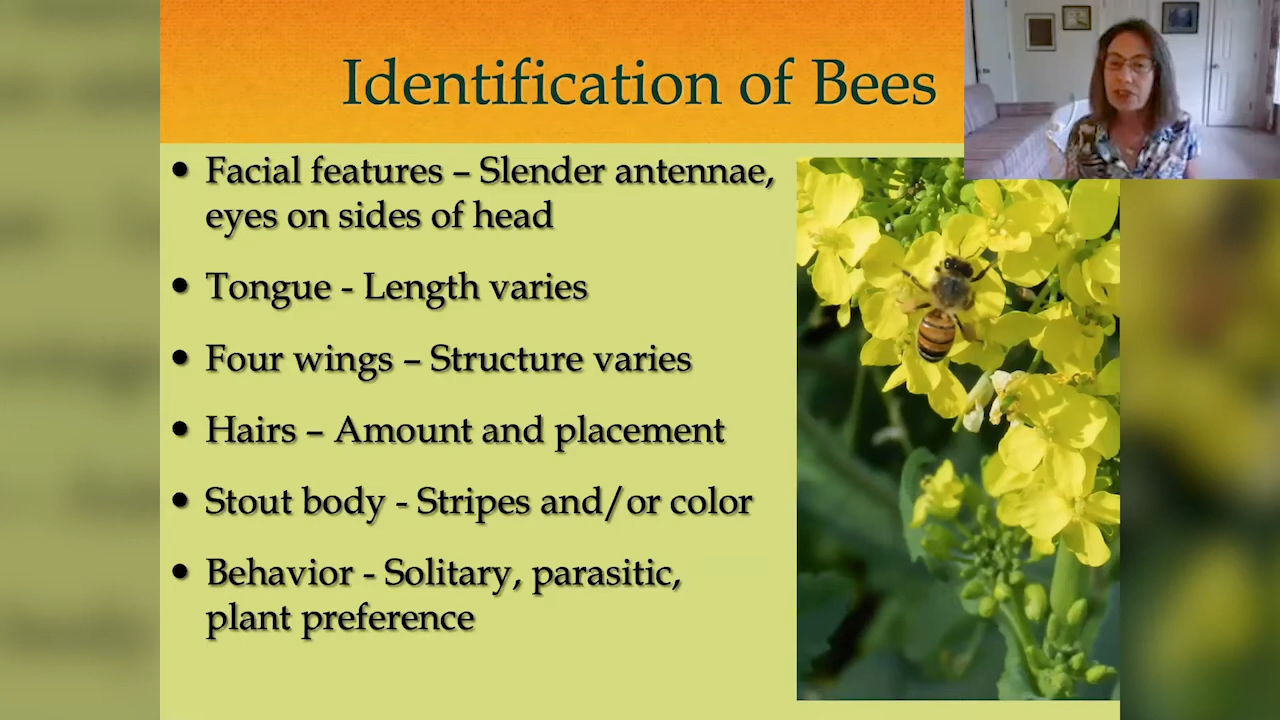 Identification of Bees
• Facial features – Slender antennae,
eyes on sides of head
• Tongue - Length varies
• Four wings – Structure varies
• Hairs – Amount and placement
• Stout body - Stripes and/or color
• Behavior - Solitary, parasitic,
plant preference